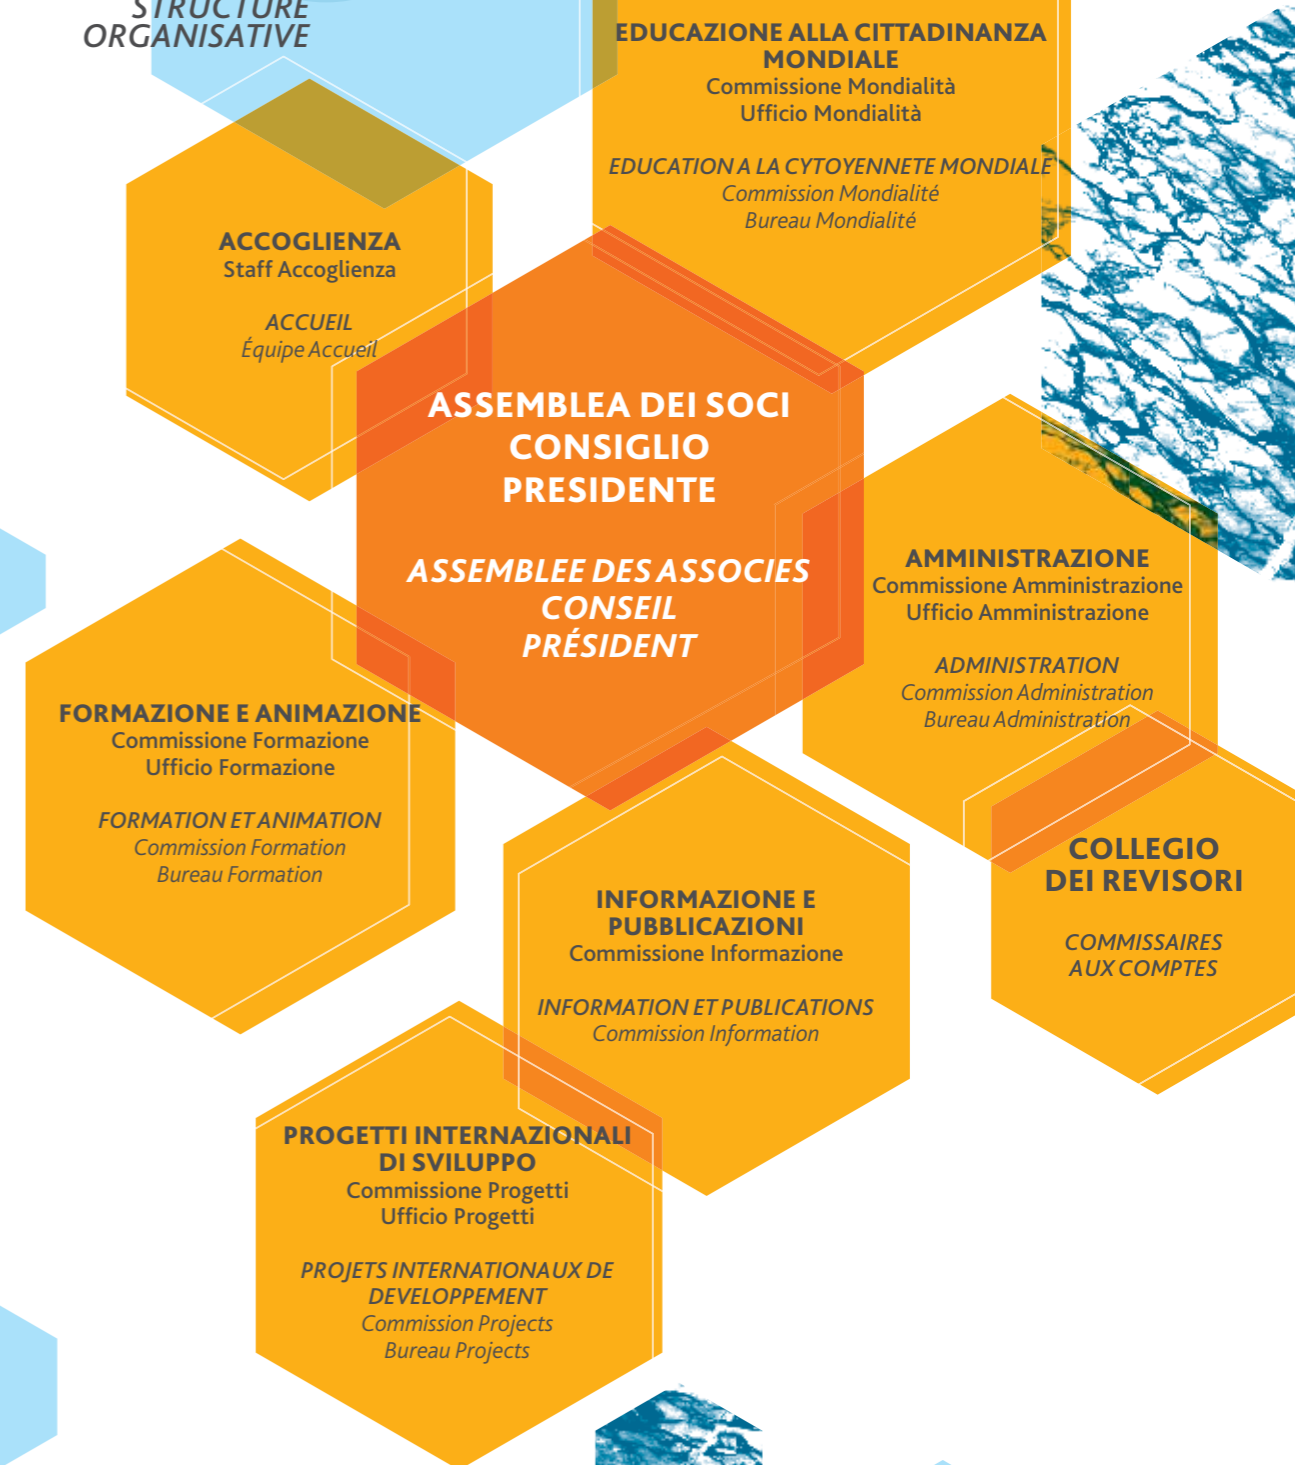 STRUCTURE
ORGANISATIVE
EDUCAZIONE ALLA CITTADINANZA
MONDIALE
Commissione Mondialità
Ufficio Mondialità
EDUCATION A LA CYTOYENNETE MONDIALE
Commission Mondialité
Bureau Mondialité
ACCOGLIENZA
Staff Accoglienza
ACCUEIL
Équipe Accueil
ASSEMBLEA DEI SOCI
CONSIGLIO
PRESIDENTE
ASSEMBLEE DES ASSOCIES
CONSEIL
PRÉSIDENT
AMMINISTRAZIONE
Commissione Amministrazione
Ufficio Amministrazione
ADMINISTRATION
Commission Administration
Bureau Administration
FORMAZIONE E ANIMAZIONE
Commissione Formazione
Ufficio Formazione
FORMATION ET ANIMATION
Commission Formation
Bureau Formation
COLLEGIO
DEI REVISORI
COMMISSAIRES
AUX COMPTES
INFORMAZIONE E
PUBBLICAZIONI
Commissione Informazione
INFORMATION ET PUBLICATIONS
Commission Information
PROGETTI INTERNAZIONALI
DI SVILUPPO
Commissione Progetti
Ufficio Progetti
PROJETS INTERNATIONAUX DE
DEVELOPPEMENT
Commission Projects
Bureau Projects